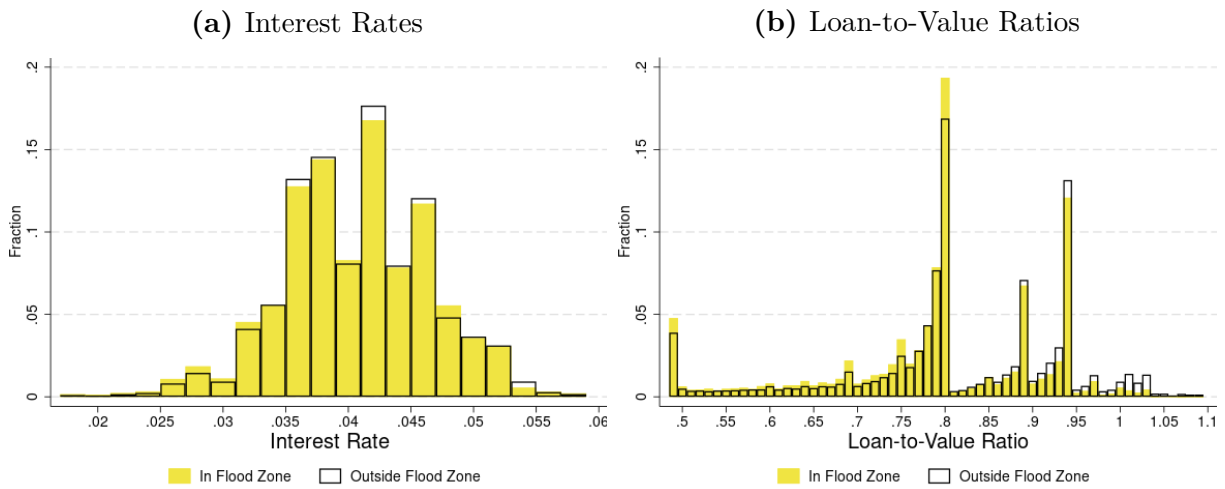 (a) Interest Rates
.2
.15
.1
.05
0
Fraction
.02 .025 .03 .035 .04 .045 .05 .055 .06
Interest Rate
In Flood Zone Outside Flood Zone
(b) Loan-to-Value Ratios
.2
.15
.1
.05
0
Fraction
.5 .55 .6 .65 .7 .75 .8 .85 .9 .95 1 1.05 1.1
Loan-to-Value Ratio
In Flood Zone Outside Flood Zone